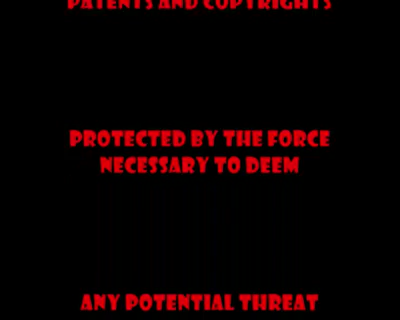 PATENTS AND COPYRIGHTS
PROTECTED BY THE FORCE
NECESSARY TO DEEM
ANY POTENTIAL THREAT